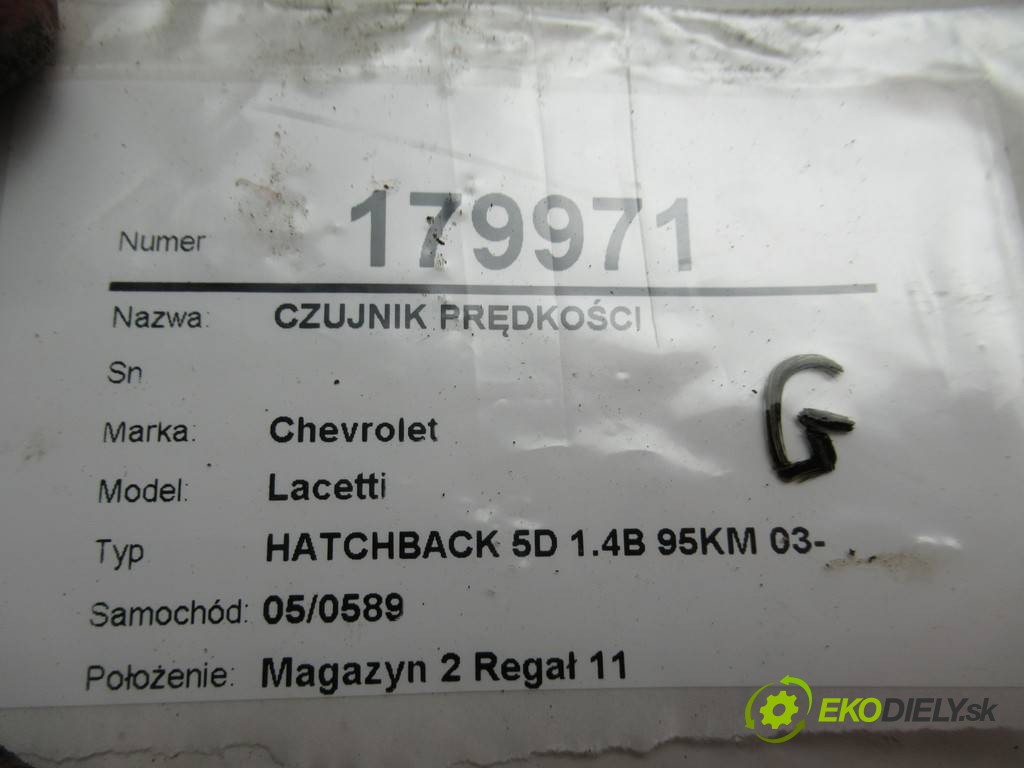 Numer 179971
Nazwa: CZUJNIK PRĘDKOŚCI
Sn
Marka: Chevrolet
G
Model: Lacetti
Typ HATCHBACK 5D 1.4B 95KM 03-
Samochód: 05/0589
Położenie: Magazyn 2 Regał 11
EKODIELY.sk